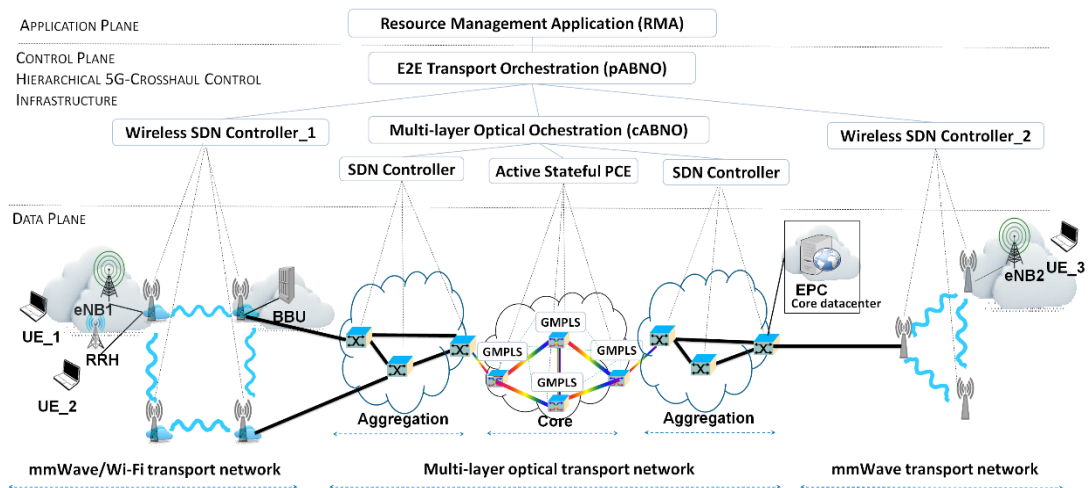 APPLICATION PLANE
Resource Management Application (RMA)
CONTROL PLANE
HIERARCHICAL 5G-CROSSHAUL CONTROL
INFRASTRUCTURE
E2E Transport Orchestration (pABNO)
Wireless SDN Controller_1
Multi-layer Optical Ochestration (cABNO)
Wireless SDN Controller_2
SDN Controller
Active Stateful PCE
SDN Controller
DATA PLANE
eNB1
UE_1
RRH
UE_2
BBU
GMPLS
GMPLS
GMPLS
GMPLS
EPC
Core datacenter
eNB2
UE_3
Aggregation
Core
Aggregation
mmWave/Wi-Fi transport network
Multi-layer optical transport network
mmWave transport network